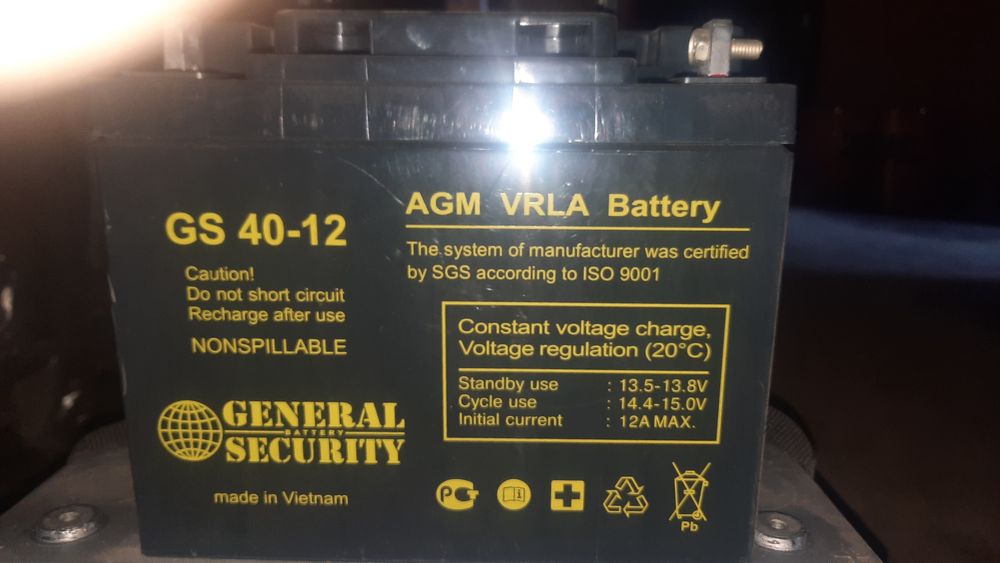 GS 40-12
Caution!
Do not short circuit
Recharge after use
NONSPILLABLE
GENERAL
BATTERY
SECURITY
made in Vietnam
AGM VRLA Battery
The system of manufacturer was certified
by SGS according to ISO 9001
Constant voltage charge,
Voltage regulation (20°C)
Standby use : 13.5-13.8V
Cycle use : 14.4-15.0V
Initial current : 12A MAX.
Pb